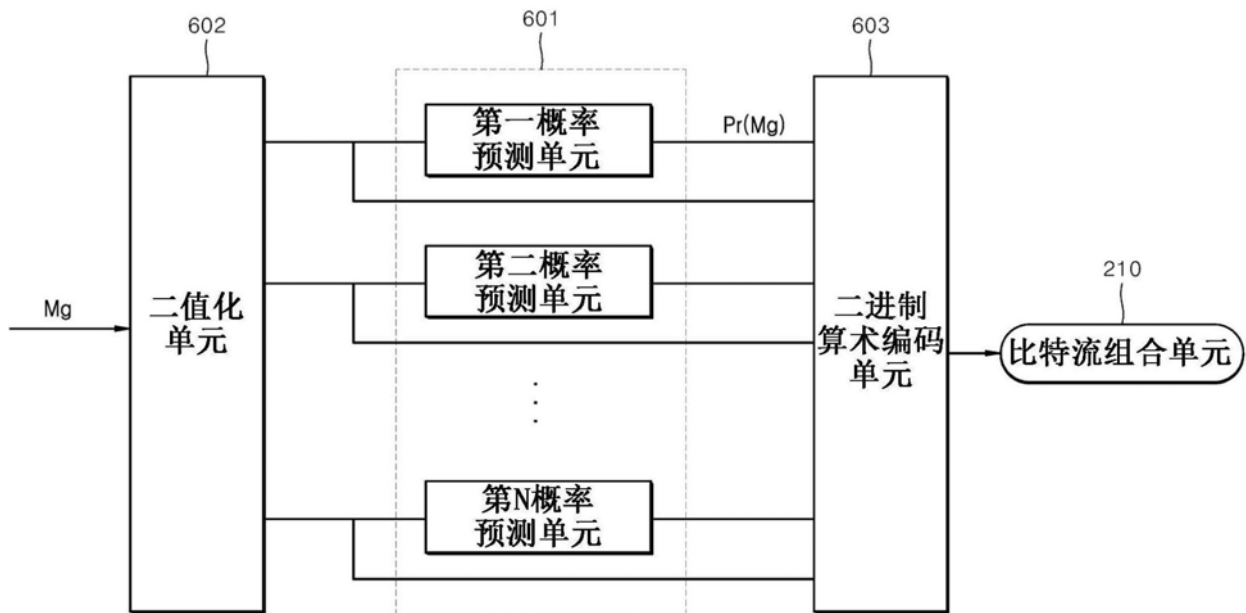 602
601
603
第一概率
预测单元
Pr(Mg)
第二概率
预测单元
210
Mg
二值化
单元
二进制
算术编码
单元
比特流组合单元
第N概率
预测单元